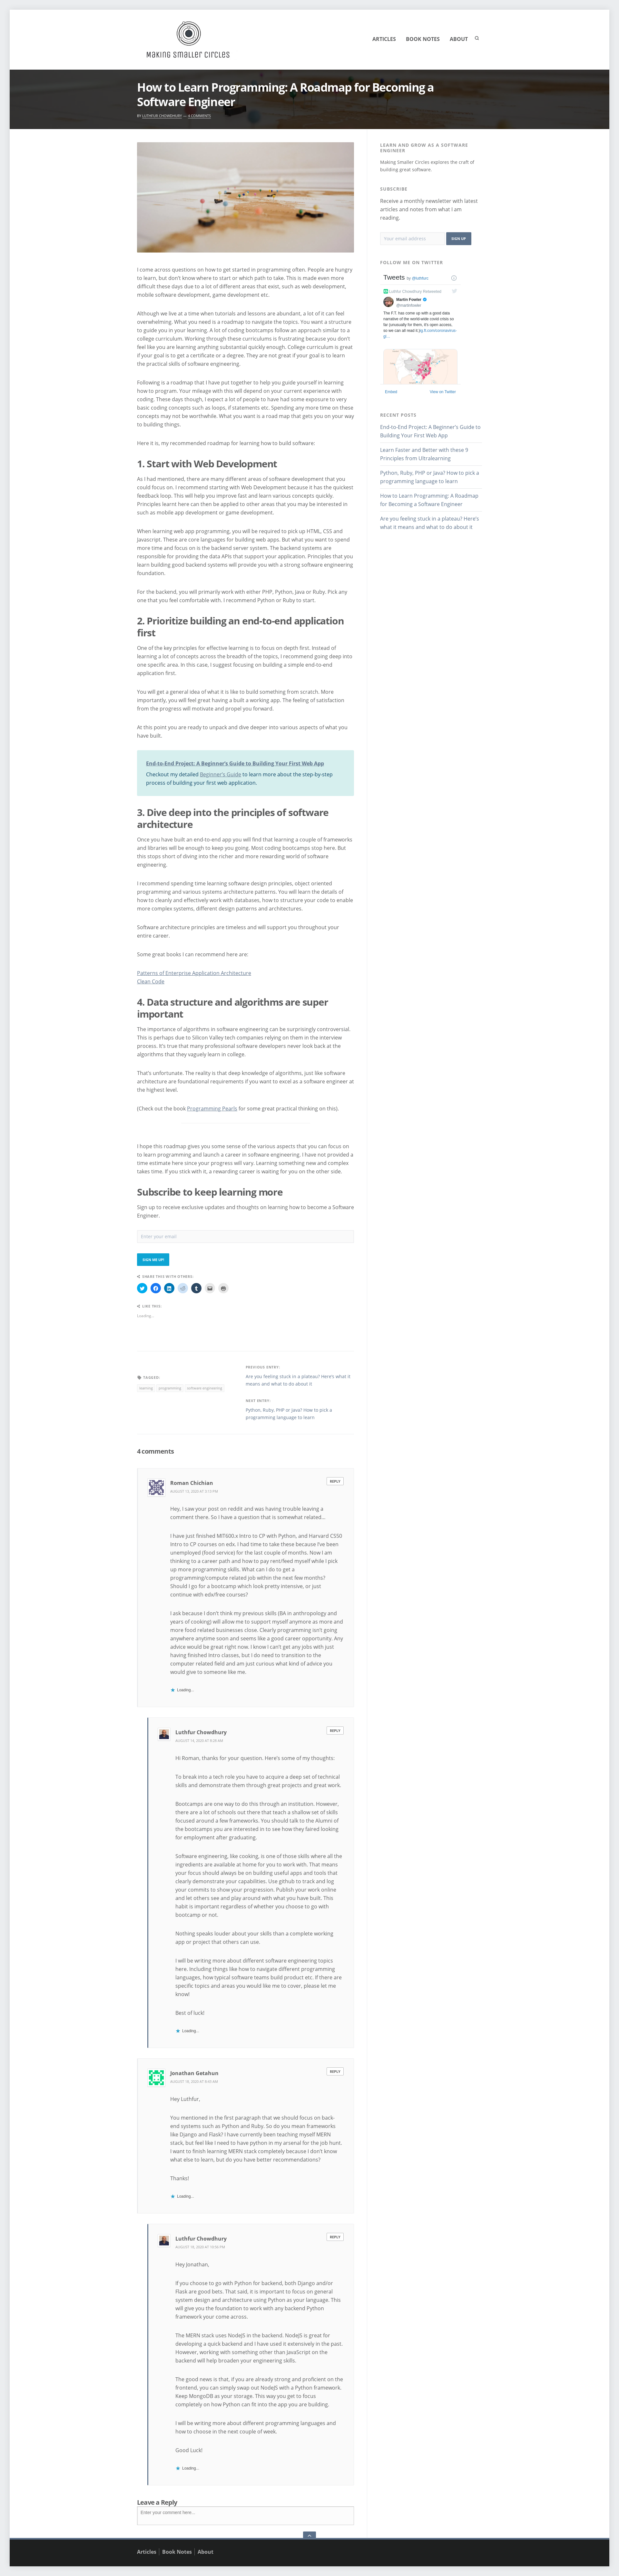 Making Smaller Circles
ARTICLES
BOOK NOTES
ABOUT
How to Learn Programming: A Roadmap for Becoming a
Software Engineer
BY LUTHFUR CHOWDHURY — 4 COMMENTS
I come across questions on how to get started in programming often. People are hungry
to learn, but don't know where to start or which path to take. This is made more difficult
these days due to a lot of different areas of software development, such as web
development, mobile software development, game development etc.
Although we live at a time when tutorials and lessons are abundant, a lot of it can feel
overwhelming. What you need is a roadmap to navigate the topics. You want a structure
similar to college or university. A lot of coding bootcamps follow an approach similar to a
university. Although the quality of these curriculums is frustratingly low. Because you
can't learn anything substantial quickly enough. College curriculum is great if you want to
go deep into a subject. However, if your goal is to apply what you learn, you have to learn
the practical skills of software engineering.
Following is a roadmap that I have put together to help you guide yourself in learning
how to program. Your mileage will depend on your current experience with software in
general. These days though, I expect a lot of people have had some exposure to very
basic coding concepts such as loops, if statements etc. Spending any more time on these
concepts may not be worthwhile. What you want is a road map of what you can do along
the way to building things.
Here it is, my recommended roadmap for learning how to build software:
1. Start with Web Development
As I had mentioned, there are many different areas of software development that you
could focus on. I recommend starting with Web Development because it has the quickest
feedback loop. This will help you improve fast and learn various concepts quickly.
Principles learnt here can then be applied to other technologies you may be interested in
such as mobile app development or game development.
When learning web app programming, you will be required to pick up HTML, CSS and
Javascript. These are core languages for building web apps. But what you want to spend
more time and focus on is the backend server system. The backend systems are
responsible for providing the data APIs that support your application. Principles that you
learn building good backend systems will provide you with a strong software engineering
foundation.
For the backend, you will primarily work with either PHP, Python, Java or Ruby. Pick any
one that you feel comfortable with. I recommend Python or Ruby to start.
2. Prioritize building an end-to-end application
first
One of the key principles for effective learning is to focus on depth first. Instead of
learning a little bit of everything across the breadth of the topics, I recommend going deep into
one specific area. In this case, I suggest focusing on building a simple end-to-end
application first.
You will get a general idea of what it is like to build something from scratch. More
importantly, you will feel great having a built a working app. The feeling of satisfaction
from the progress will motivate and propel you forward.
At this point you are ready to unpack and dive deeper into various aspects of what you
have built.
End-to-End Project: A Beginner's Guide to Building Your First Web App
Checkout my detailed Beginner's Guide to learn more about the step-by-step
process of building your first web application.
3. Dive deep into the principles of software
architecture
Once you have built an end-to-end app you will find that learning a couple of frameworks
and libraries will be enough to keep you going. Most coding bootcamps stop here. But
this stops short of diving into the richer and more rewarding world of software
engineering.
I recommend spending time learning software design principles, object oriented
programming and various systems architecture patterns. You will learn the details of
how to cleanly and effectively work with databases, how to structure your code to enable
more complex systems, different design patterns and architectures.
Software architecture principles are timeless and will support you throughout your
entire career.
Some great books I can recommend here are:
Patterns of Enterprise Application Architecture
Clean Code
4. Data structure and algorithms are super
important
The importance of algorithms in software engineering can be surprisingly controversial.
This is perhaps due to Silicon Valley tech companies relying on them in the interview
process. It's true that many professional software developers never look back at the
algorithms that they vaguely learn in college.
That's unfortunate. The reality is that deep knowledge of algorithms, just like software
architecture are foundational requirements if you want to excel as a software engineer at
the highest level.
(Check out the book Programming Pearls for some great practical thinking on this).
I hope this roadmap gives you some sense of the various aspects that you can focus on
to learn programming and launch a career in software engineering. I have not provided a
time estimate here since your progress will vary. Learning something new and complex
takes time. If you stick with it, a rewarding career is waiting for you on the other side.
Subscribe to keep learning more
Sign up to receive exclusive updates and thoughts on learning how to become a Software
Engineer.
Enter your email
SIGN ME UP!
SHARE THIS WITH OTHERS:
LIKE THIS:
Loading...
TAGGED:
learning
programming
software engineering
PREVIOUS ENTRY:
Are you feeling stuck in a plateau? Here's what it
means and what to do about it
NEXT ENTRY:
Python, Ruby, PHP or Java? How to pick a
programming language to learn
4 comments
Roman Chichian
REPLY
AUGUST 13, 2020 AT 5:13 PM
Hey, I saw your post on reddit and was having trouble leaving a
comment there. So I have a question that is somewhat related...
I have just finished MIT600.x Intro to CP with Python, and Harvard CS50
Intro to CP courses on edx. I had time to take these because I've been
unemployed (food service) for the last couple of months. Now I am
thinking to a career path and how to pay rent/feed myself while I pick
up more programming skills. What can I do to get a
programming/compute related job within the next few months?
Should I go for a bootcamp which look pretty intensive, or just
continue with edx/free courses?
I ask because I don't think my previous skills (BA in anthropology and
years of cooking) will allow me to support myself anymore as more and
more food related businesses close. Clearly programming isn't going
anywhere anytime soon and seems like a good career opportunity. Any
advice would be great right now. I know I can't get any jobs with just
having finished Intro classes, but I do need to transition to the
computer related field and am just curious what kind of advice you
would give to someone like me.
Loading...
Luthfur Chowdhury
REPLY
AUGUST 14, 2020 AT 8:38 AM
Hi Roman, thanks for your question. Here's some of my thoughts:
To break into a tech role you have to acquire a deep set of technical
skills and demonstrate them through great projects and great work.
Bootcamps are one way to do this through an institution. However,
there are a lot of schools out there that teach a shallow set of skills
focused around a few frameworks. You should talk to the Alumni of
the bootcamps you are interested in to see how they faired looking
for employment after graduating.
Software engineering, like cooking, is one of those skills where all the
ingredients are available at home for you to work with. That means
your focus should always be on building useful apps and tools that
clearly demonstrate your capabilities. Use github to track and log
your commits to show your progression. Publish your work online
and let others see and play around with what you have built. This
habit is important regardless of whether you choose to go with
bootcamp or not.
Nothing speaks louder about your skills than a complete working
app or project that others can use.
I will be writing more about different software engineering topics
here. Including things like how to navigate different programming
languages, how typical software teams build product etc. If there are
specific topics and areas you would like me to cover, please let me
know!
Best of luck!
Loading...
Jonathan Getahun
REPLY
Hey Luthfur,
You mentioned in the first paragraph that we should focus on back-
end systems such as Python and Ruby. So do you mean frameworks
like Django and Flask? I have currently been teaching myself MERN
stack, but feel like I need to have python in my arsenal for the job hunt.
I want to finish learning MERN stack completely because I don't know
what else to learn, but do you have better recommendations?
Thanks!
Loading...
Luthfur Chowdhury
REPLY
Hey Jonathan,
If you choose to go with Python for backend, both Django and/or
Flask are good bets. That said, it is important to focus on general
system design and architecture using Python as your language. This
will give you the foundation to work with any backend Python
framework your come across.
The MERN stack uses NodeJS in the backend. NodeJS is great for
developing a quick backend and I have used it extensively in the past.
However, working with something other than JavaScript on the
backend will help broaden your engineering skills.
The good news is that, if you are already strong and proficient on the
frontend, you can simply swap out NodeJS with a Python framework.
Keep MongoDB as your storage. This way you get to focus
completely on how Python can fit into the app you are building.
I will be writing more about different programming languages and
how to choose in the next couple of week.
Good Luck!
Loading...
Leave a Reply
Enter your comment here...
LEARN AND GROW AS A SOFTWARE
ENGINEER
Making Smaller Circles explores the craft of
building great software.
SUBSCRIBE
Receive a monthly newsletter with latest
articles and notes from what I am
reading.
Your email address
SIGN UP
FOLLOW ME ON TWITTER
Tweets
Luthfur Chowdhury Retweeted
Martin Fowler
@martinfowler
The F.T. has come up with a good data
narrative of the world-wide covid crisis so
far (unusually for them, it's open access,
so we can all read it
Embed
View on Twitter
RECENT POSTS
End-to-End Project: A Beginner's Guide to
Building Your First Web App
Learn Faster and Better with these 9
Principles from Ultralearning
Python, Ruby, PHP or Java? How to pick a
programming language to learn
How to Learn Programming: A Roadmap
for Becoming a Software Engineer
Are you feeling stuck in a plateau? Here's
what it means and what to do about it
Articles
Book Notes
About